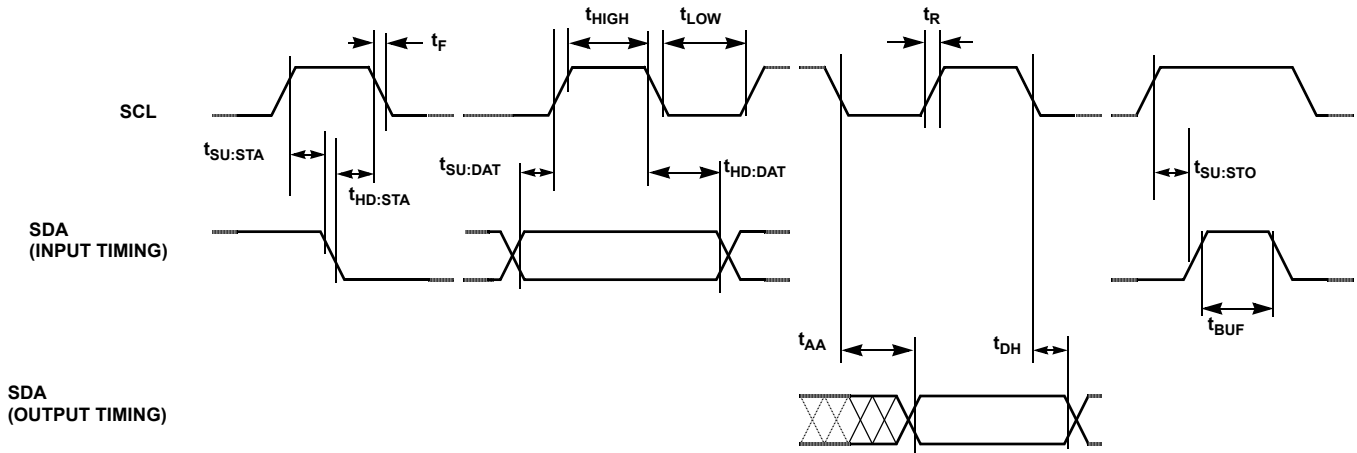 tHIGH
tLOW
tR
tF
SCL
tSU:STA
tHD:STA
tSU:DAT
tHD:DAT
tSU:STO
SDA
(INPUT TIMING)
tBUF
tAA
tDH
SDA
(OUTPUT TIMING)